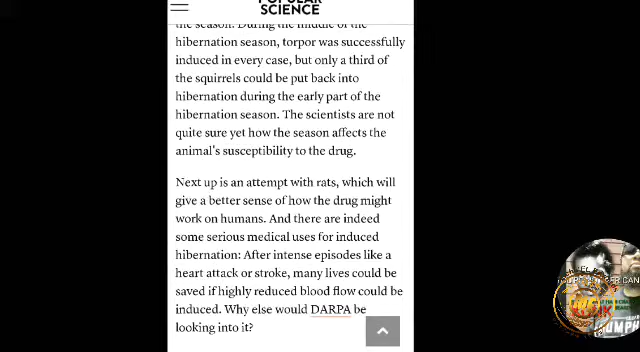 POPULAR
SCIENCE
the season. During the middle of the
hibernation season, torpor was successfully
induced in every case, but only a third of
the squirrels could be put back into
hibernation during the early part of the
hibernation season. The scientists are not
quite sure yet how the season affects the
animal's susceptibility to the drug.
Next up is an attempt with rats, which will
give a better sense of how the drug might
work on humans. And there are indeed
some serious medical uses for induced
hibernation: After intense episodes like a
heart attack or stroke, many lives could be
saved if highly reduced blood flow could be
induced. Why else would DARPA be
looking into it?